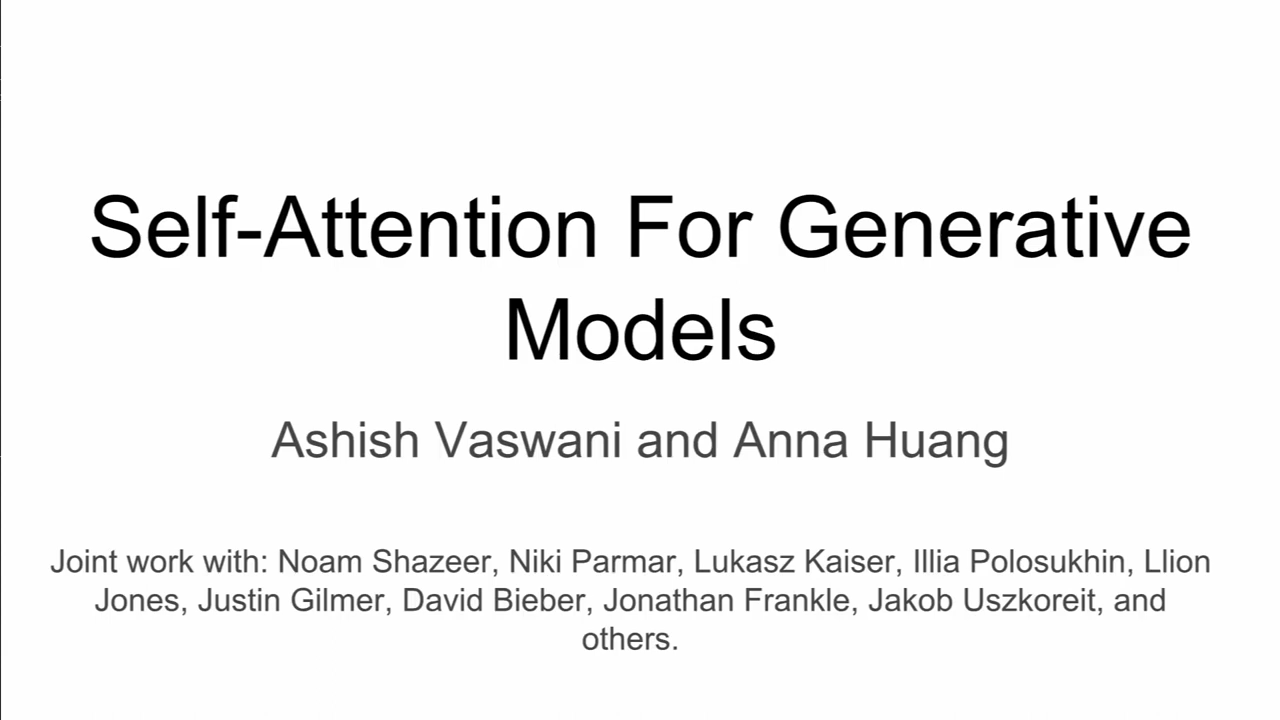 Self-Attention For Generative
Models
Ashish Vaswani and Anna Huang
Joint work with: Noam Shazeer, Niki Parmar, Lukasz Kaiser, Illia Polosukhin, Llion
Jones, Justin Gilmer, David Bieber, Jonathan Frankle, Jakob Uszkoreit, and
others.